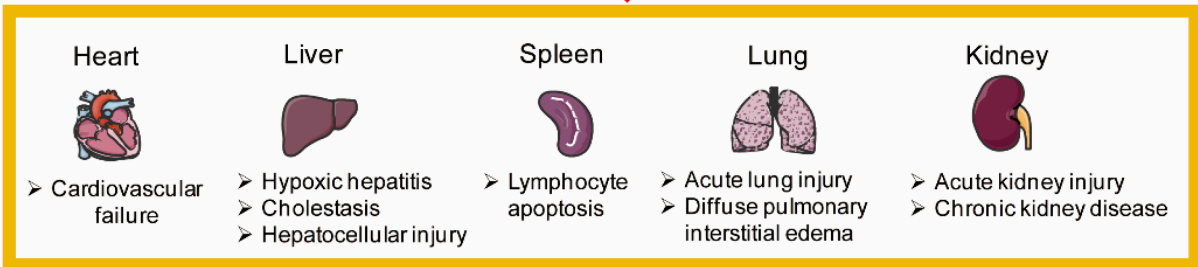 Heart
Liver
Spleen
Lung
Kidney
➢ Cardiovascular
failure
➢ Hypoxic hepatitis
➢ Cholestasis
➢ Hepatocellular injury
➢ Lymphocyte
apoptosis
➢ Acute lung injury
➢ Diffuse pulmonary
interstitial edema
➢ Acute kidney injury
➢ Chronic kidney disease